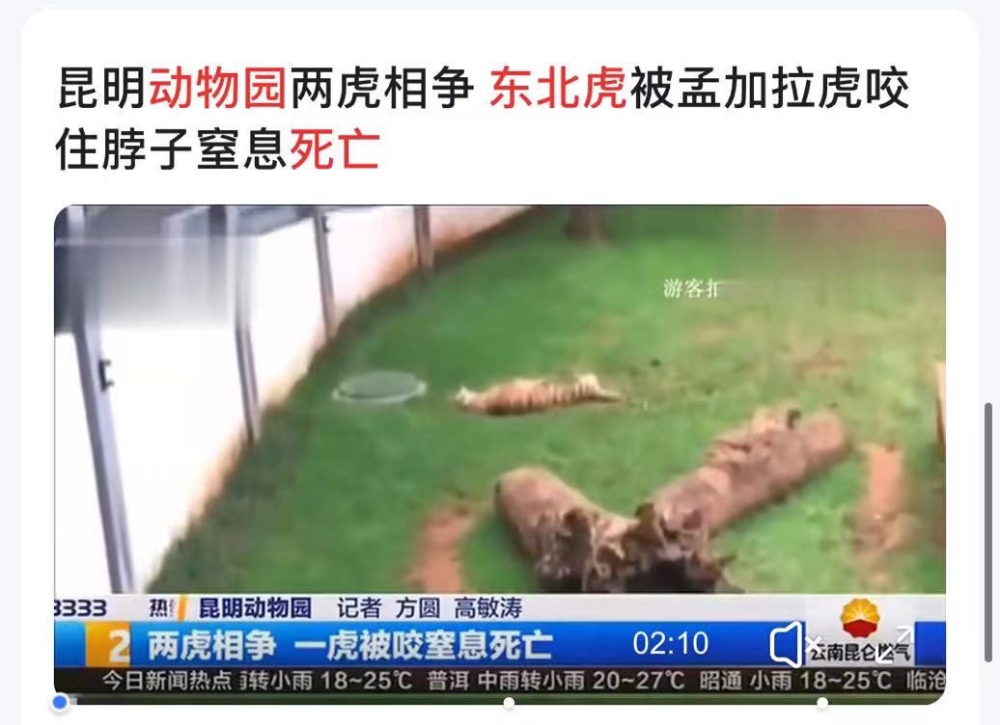 昆明动物园两虎相争 东北虎被孟加拉虎咬
住脖子窒息死亡
游客
3333 热 昆明动物园 记者 方圆 高敏涛
2 两虎相争 一虎被咬窒息死亡 02:10
云南昆仑燃气
今日新闻热点 转小雨 18~25℃ 普洱 中雨转小雨 20~27℃ 昭通 小雨 18~25℃ 临沧